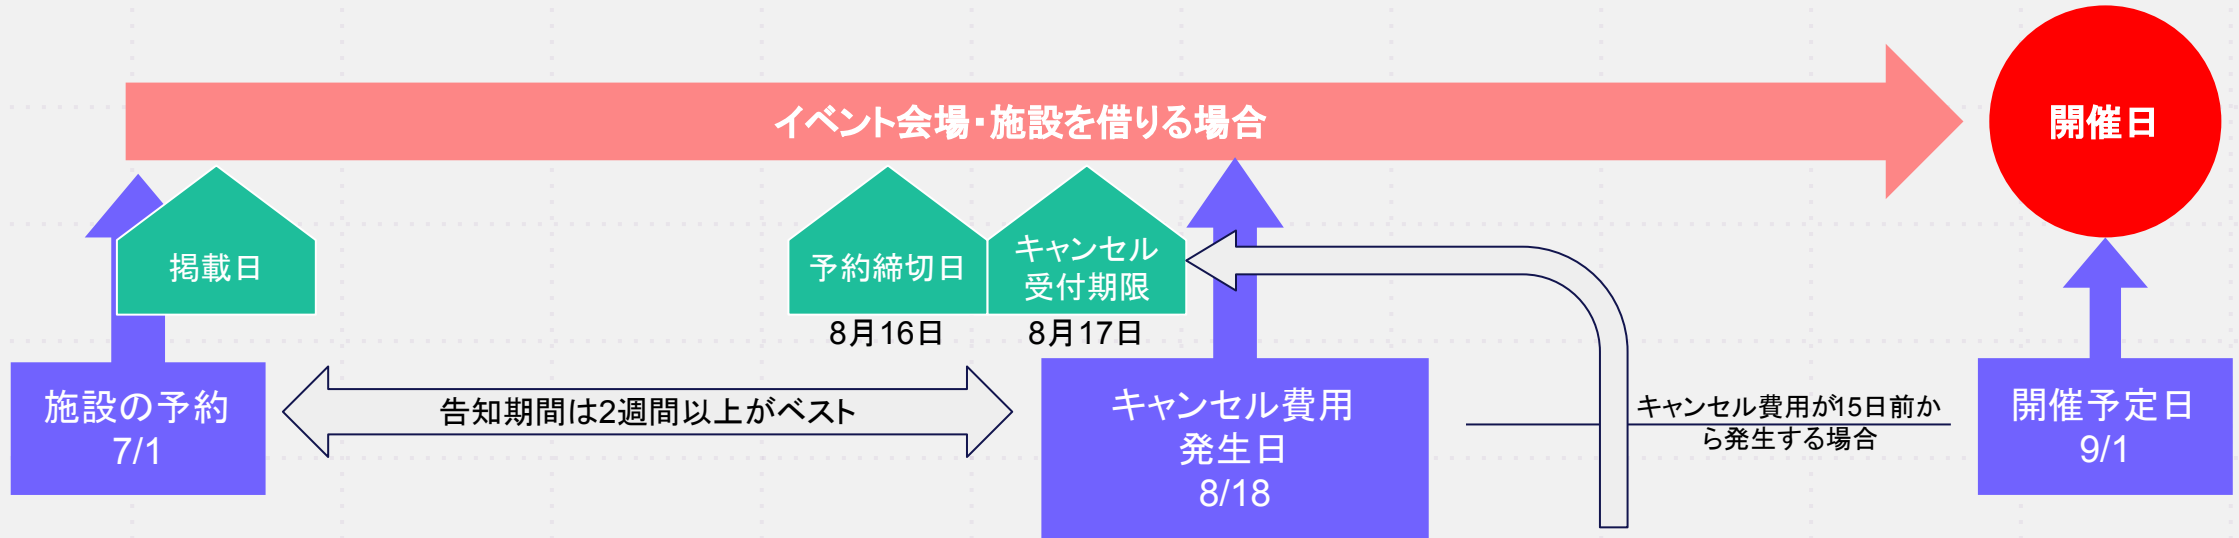 イベント会場・施設を借りる場合
開催日
掲載日
予約締切日
キャンセル
受付期限
8月16日
8月17日
施設の予約
7/1
告知期間は2週間以上がベスト
キャンセル費用
発生日
8/18
キャンセル費用が15日前か
ら発生する場合
開催予定日
9/1